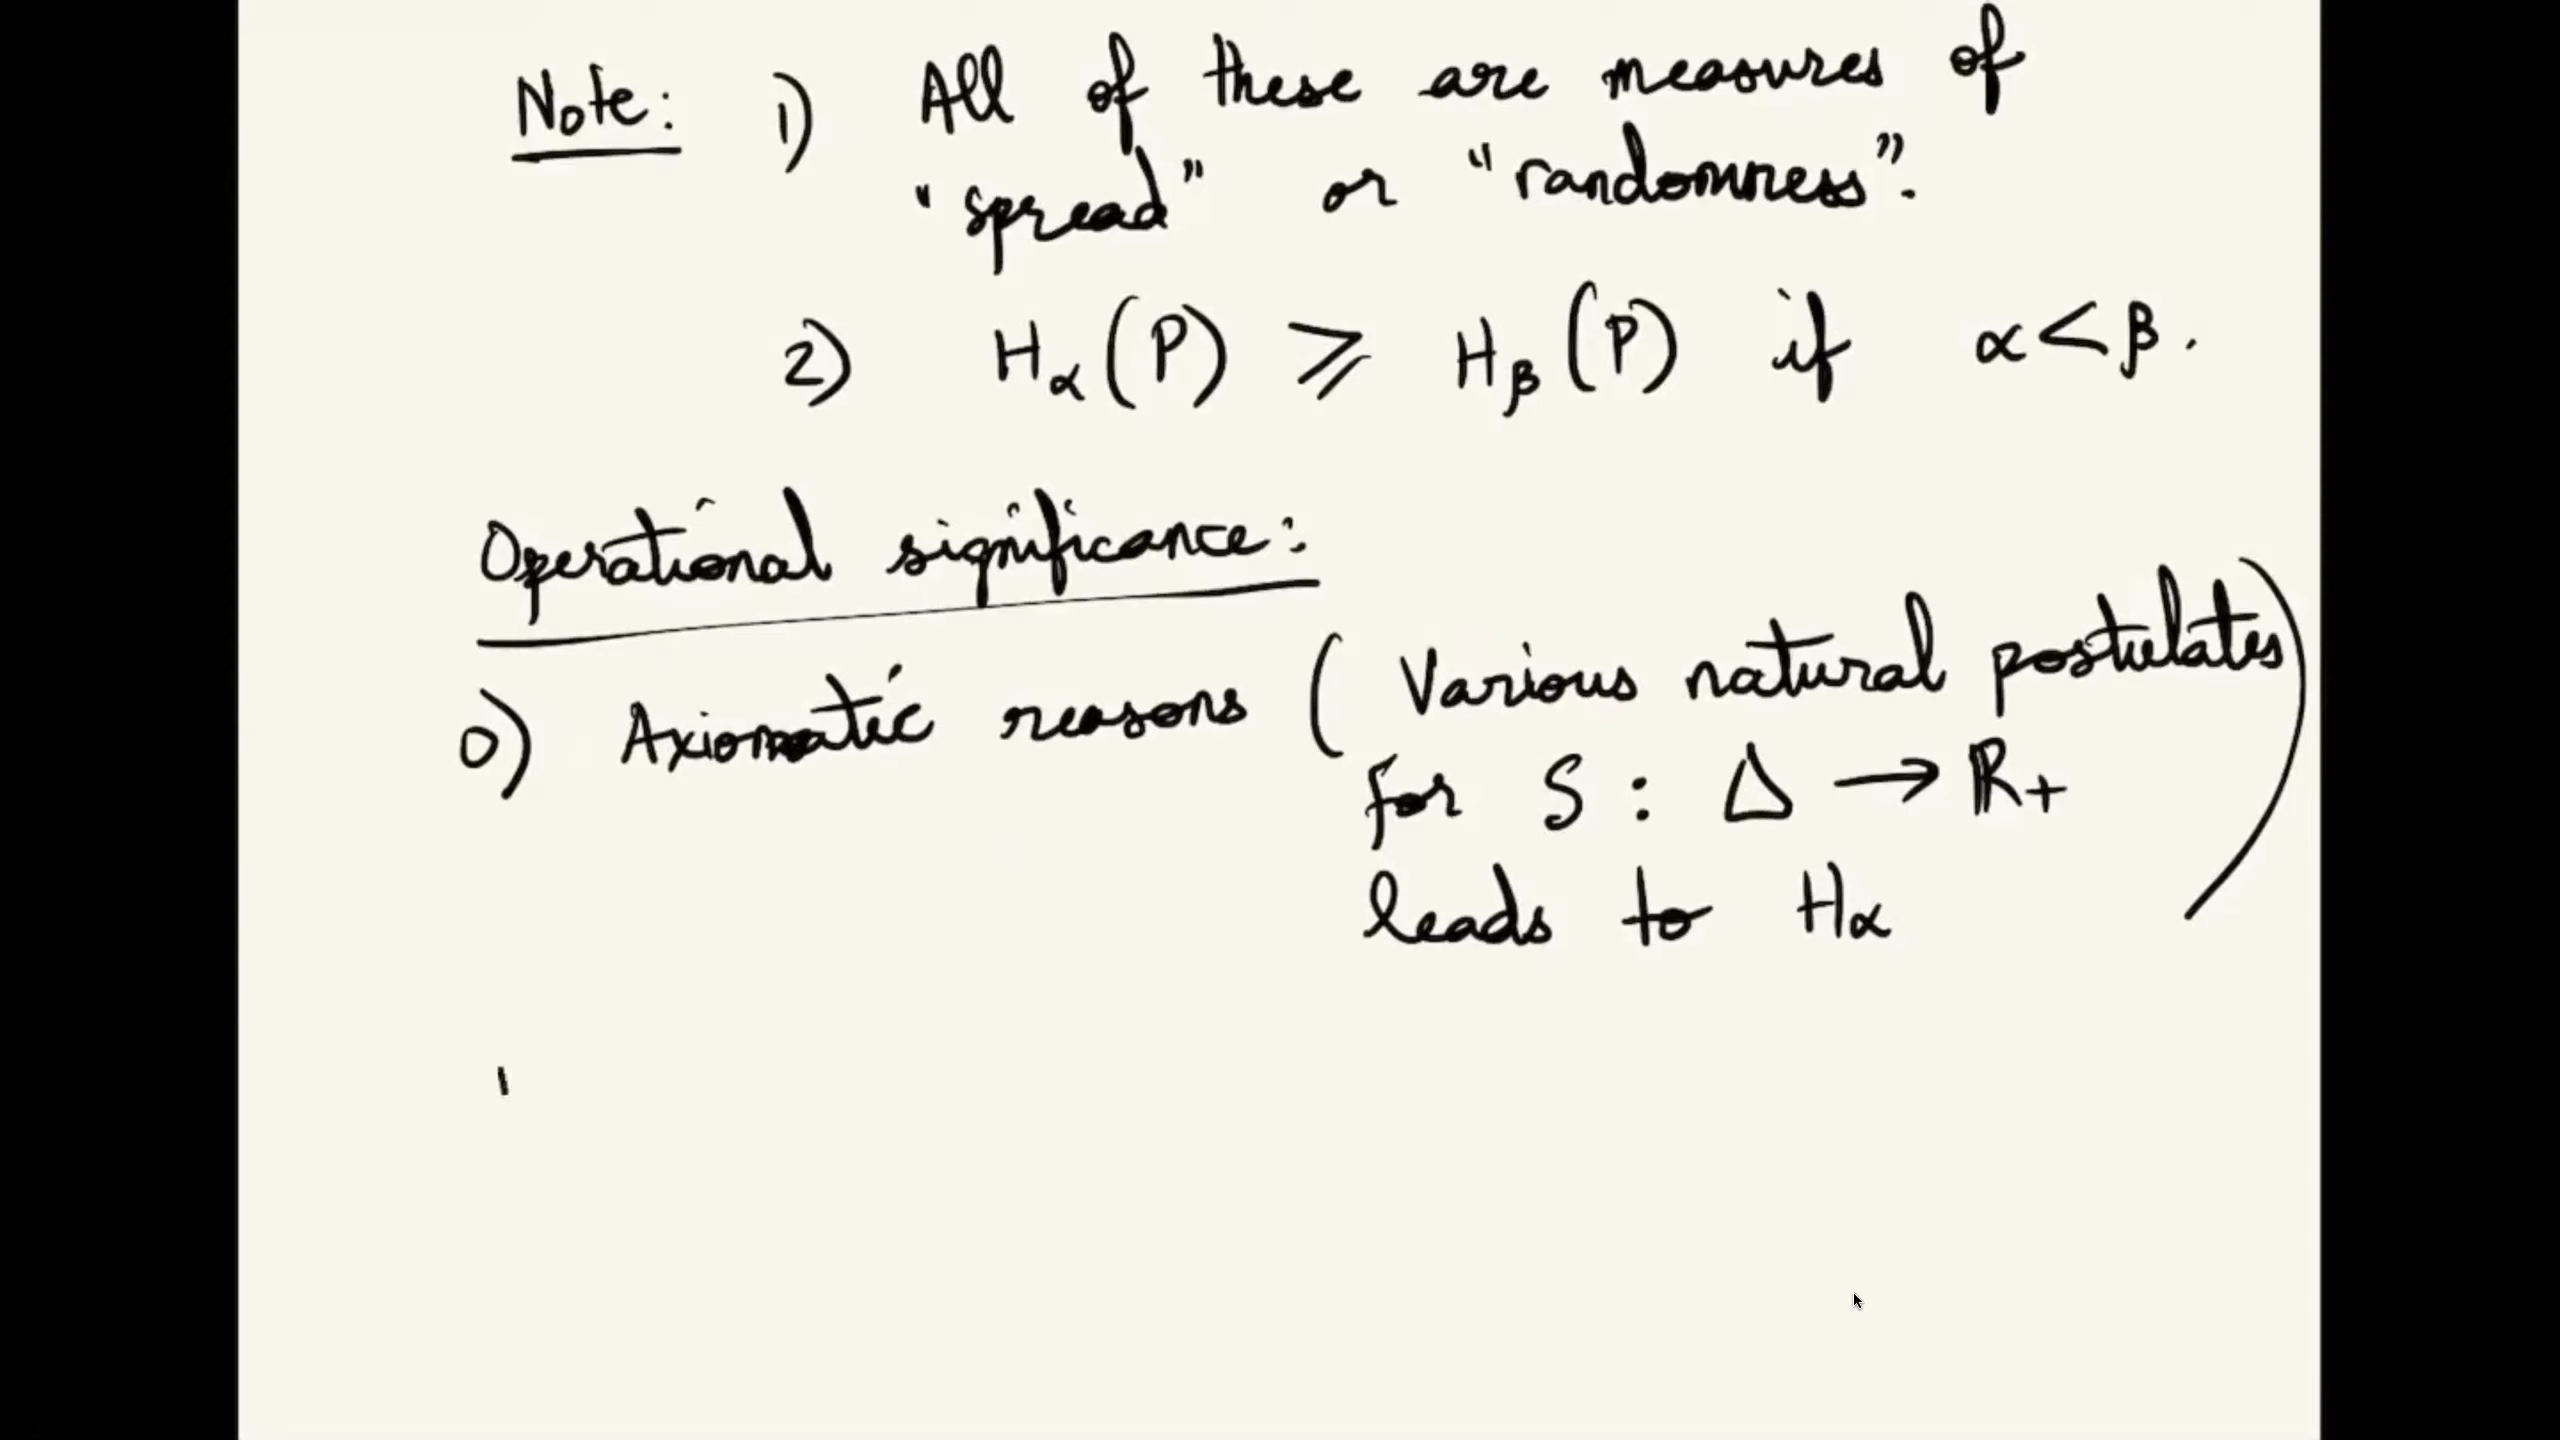 Note: 1) All of these are measures of
"spread" or "randomness".
2) Hα(P) ⩾ Hβ(P) if α<β.
Operational significance:
0) Axiomatic reasons ( Various natural postulates
for S : Δ → ℝ+
leads to Hα )